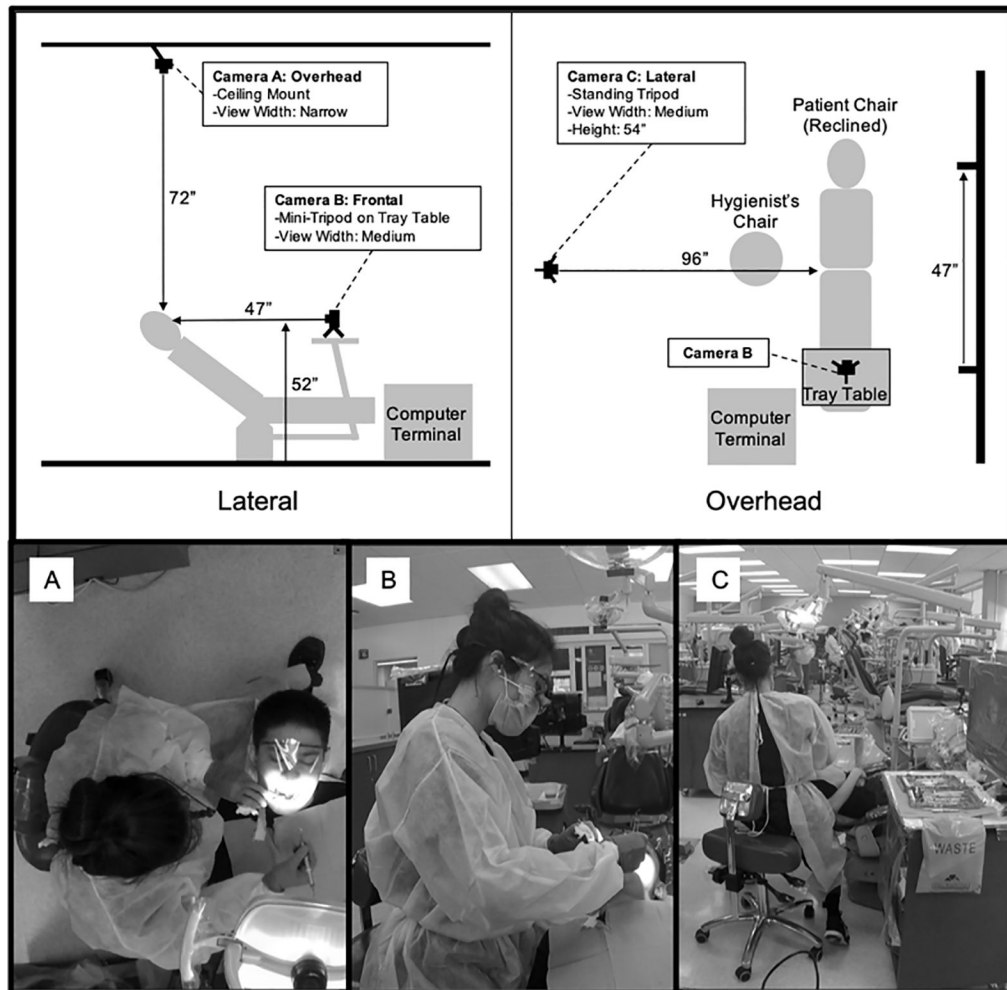 Camera A: Overhead
-Ceiling Mount
-View Width: Narrow
72”
Camera B: Frontal
-Mini-Tripod on Tray Table
-View Width: Medium
47”
52”
Computer
Terminal
Lateral
Camera C: Lateral
-Standing Tripod
-View Width: Medium
-Height: 54”
Patient Chair
(Reclined)
Hygienist's
Chair
96”
47”
Camera B
Tray Table
Computer
Terminal
Overhead
A
B
C
WASTE